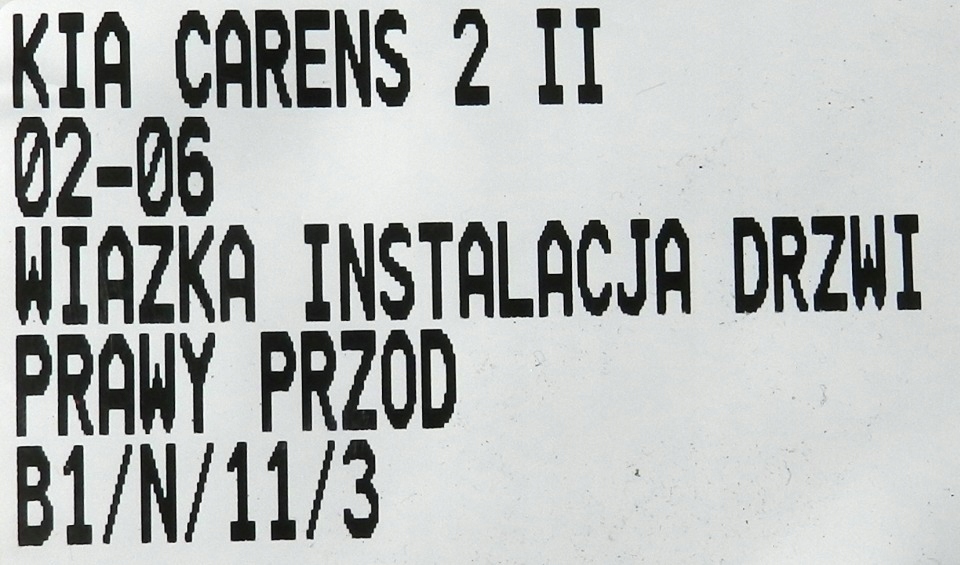 KIA CARENS 2 II
02-06
WIAZKA INSTALACJA DRZWI
PRAWY PRZOD
B1/N/11/3